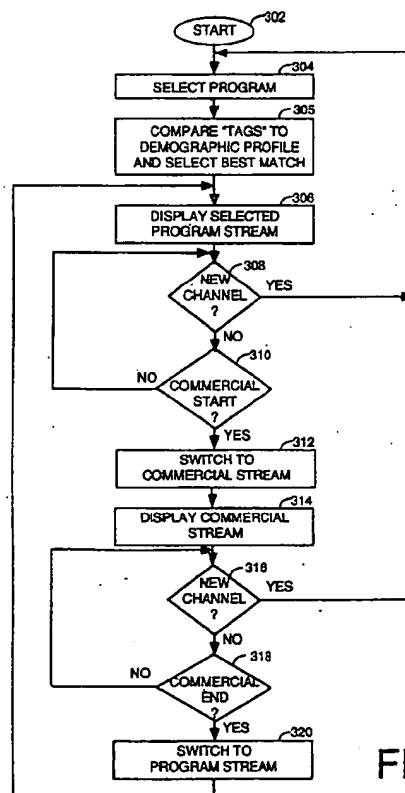 302
START
304
SELECT PROGRAM
305
COMPARE "TAGS" TO
DEMOGRAPHIC PROFILE
AND SELECT BEST MATCH
306
DISPLAY SELECTED
PROGRAM STREAM
308
NEW
CHANNEL
?
YES
NO
310
COMMERCIAL
START
?
NO
YES
312
SWITCH TO
COMMERCIAL STREAM
314
DISPLAY COMMERCIAL
STREAM
316
NEW
CHANNEL
?
YES
NO
318
COMMERCIAL
END
?
NO
YES
320
SWITCH TO
PROGRAM STREAM